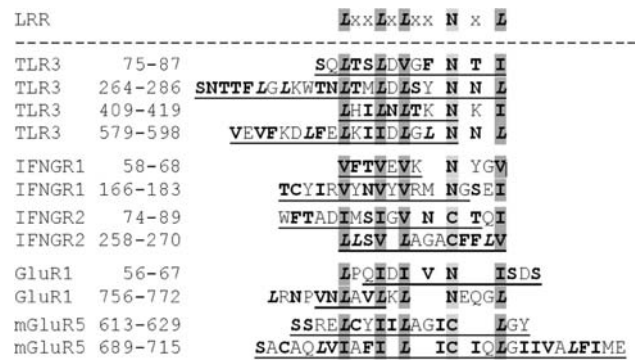 LRR LxxLxLxx N x L
TLR3 75-87 SQLTSLDVGF N T I
TLR3 264-286 SNTTFLGLKWTNLTMLDLSY N N L
TLR3 409-419 LHILNLTK N K I
TLR3 579-598 VEVFKDLFELKIIDLGL N N L
IFNGR1 58-68 VFTVEVK N YGV
IFNGR1 166-183 TCYIRVYNVYVRM NGSEI
IFNGR2 74-89 WFTADIMSIGV N C TQI
IFNGR2 258-270 LLSV LAGACFFLV
GluR1 56-67 LPQIDI V N ISDS
GluR1 756-772 LRNPVNLAVLKL NEQGL
mGluR5 613-629 SSRELCYIILAGIC LGY
mGluR5 689-715 SACAQLVIAFI L IC IQLGIIVALFIME